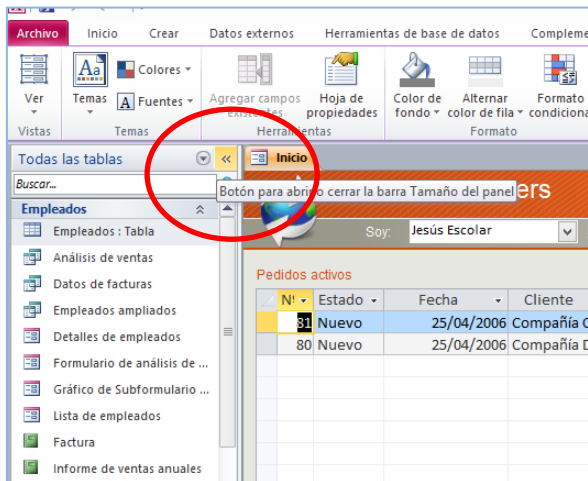 Archivo Inicio Crear Datos externos Herramientas de base de datos Compleme
Ver Temas Colores Fuentes Agregar campos existentes Hoja de propiedades Color de fondo Alternar color de fila Formato condiciona
Vistas Temas Herramientas Formato
Todas las tablas « Inicio
Buscar...
Botón para abrir o cerrar la barra Tamaño del panel ers
Empleados
Soy: Jesús Escolar
Empleados : Tabla
Análisis de ventas
Pedidos activos
Datos de facturas
Nº Estado Fecha Cliente
Empleados ampliados
81 Nuevo 25/04/2006 Compañía C
Detalles de empleados
80 Nuevo 25/04/2006 Compañía D
Formulario de análisis de ...
Gráfico de Subformulario ...
Lista de empleados
Factura
Informe de ventas anuales